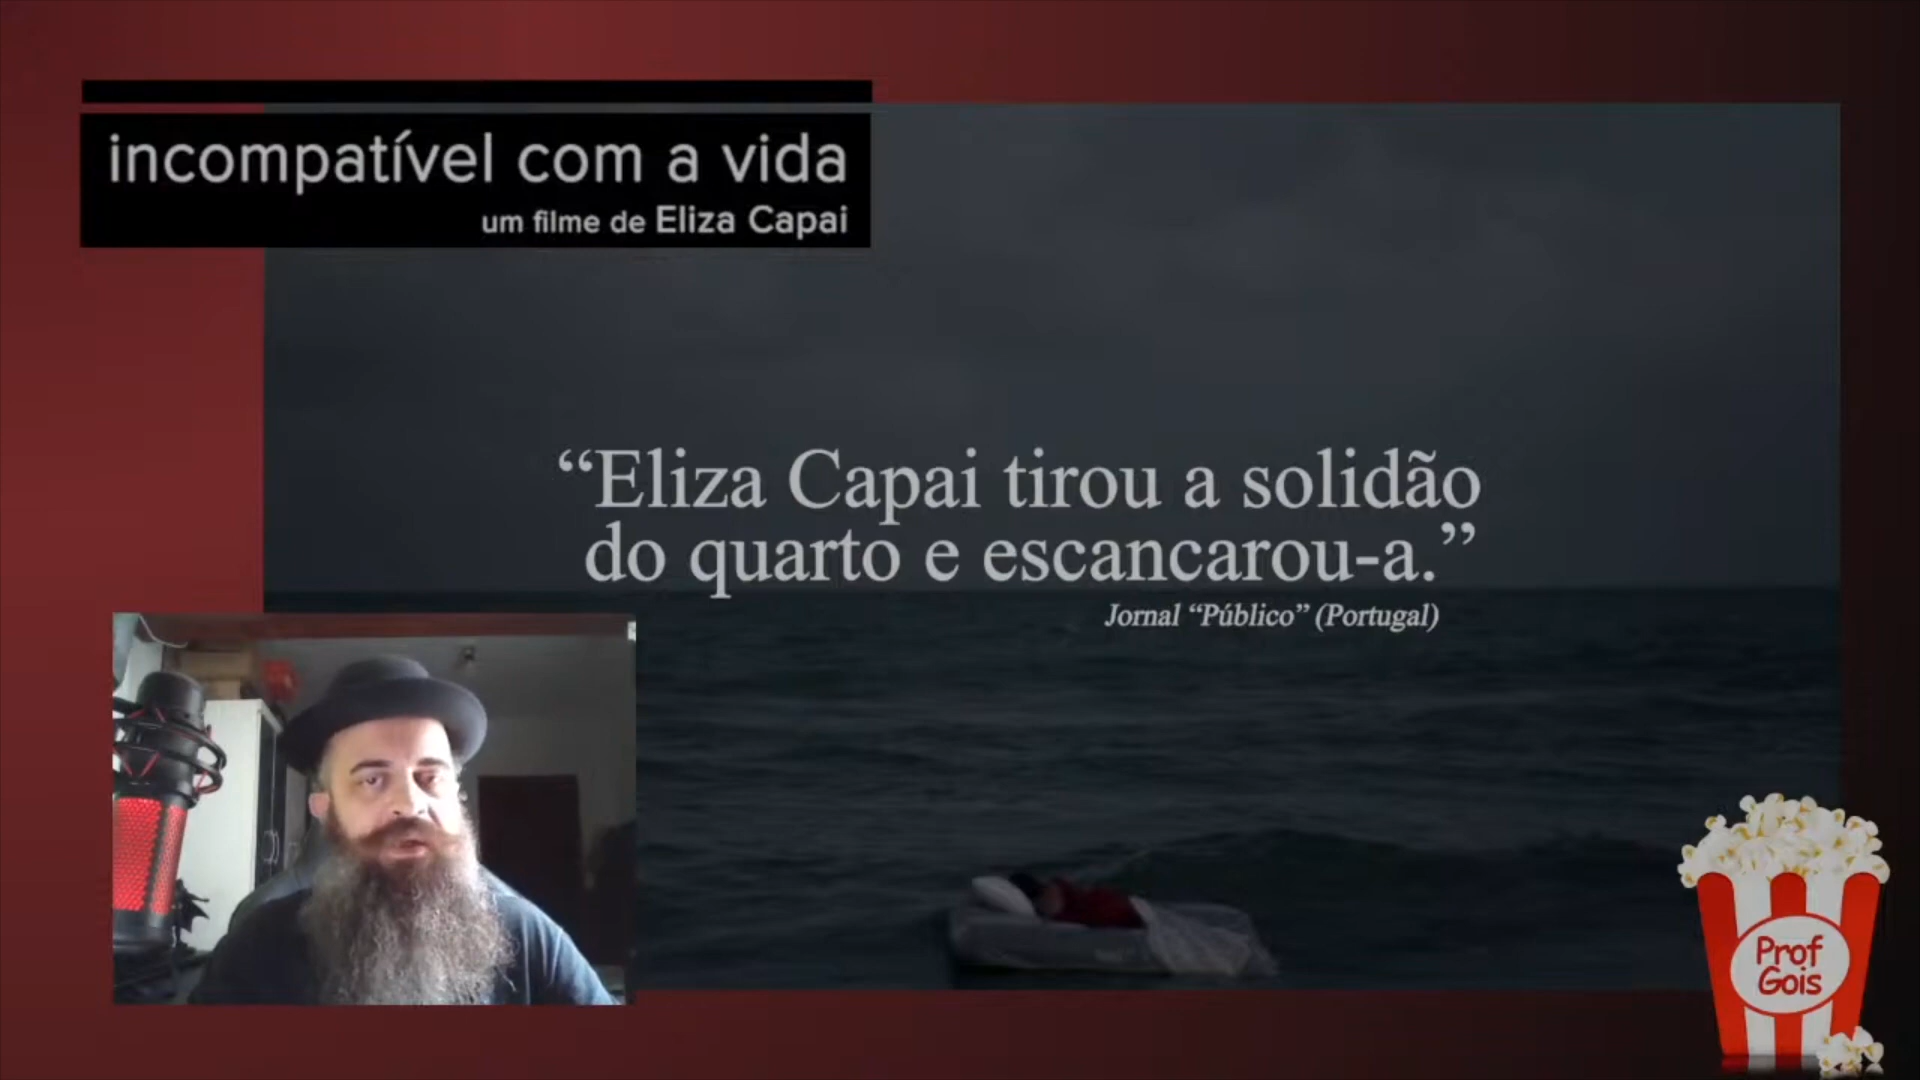 incompatível com a vida
um filme de Eliza Capai
“Eliza Capai tirou a solidão
do quarto e escancarou-a.”
Jornal “Público” (Portugal)
Prof
Gois